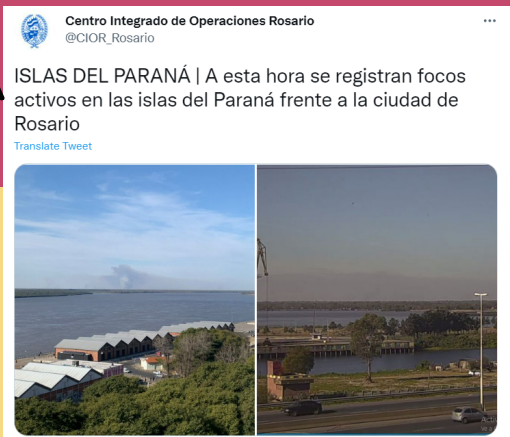 Centro Integrado de Operaciones Rosario
@CIOR_Rosario
ISLAS DEL PARANÁ | A esta hora se registran focos
activos en las islas del Paraná frente a la ciudad de
Rosario
Translate Tweet